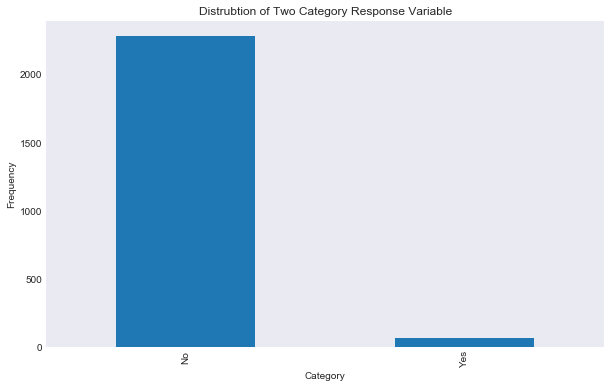 Distrubtion of Two Category Response Variable
Frequency
2000
1500
1000
500
0
No
Yes
Category